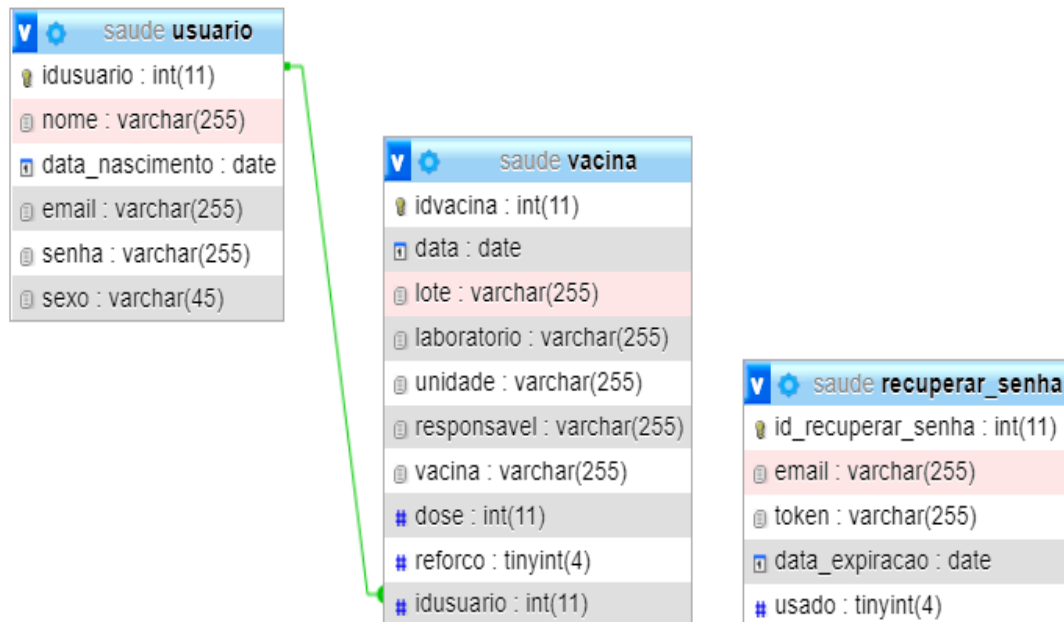 saude usuario
idusuario : int(11)
nome : varchar(255)
data_nascimento : date
email : varchar(255)
senha : varchar(255)
sexo : varchar(45)
saude vacina
idvacina : int(11)
data : date
lote : varchar(255)
laboratorio : varchar(255)
unidade : varchar(255)
responsavel : varchar(255)
vacina : varchar(255)
dose : int(11)
reforco : tinyint(4)
idusuario : int(11)
saude recuperar_senha
id_recuperar_senha : int(11)
email : varchar(255)
token : varchar(255)
data_expiracao : date
usado : tinyint(4)